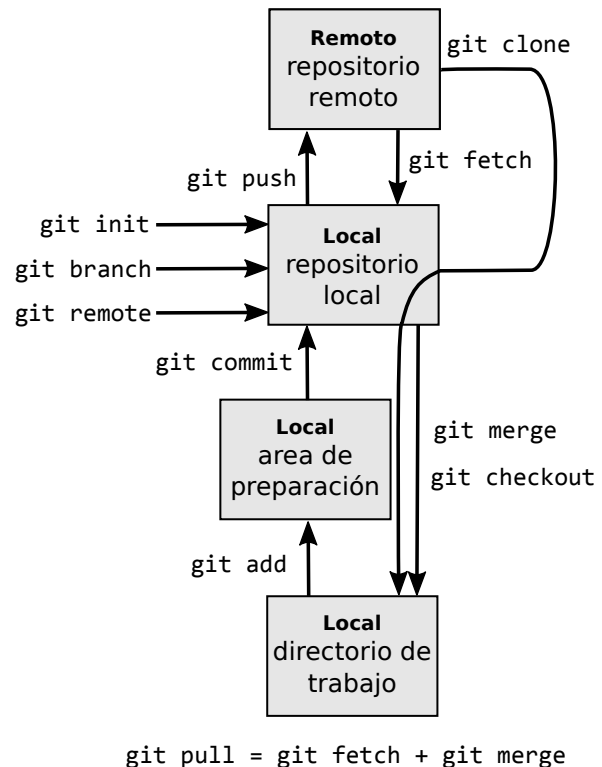 Remoto
repositorio
remoto
git clone
git fetch
git push
git init
git branch
git remote
Local
repositorio
local
git commit
Local
area de
preparación
git merge
git checkout
git add
Local
directorio de
trabajo
git pull = git fetch + git merge